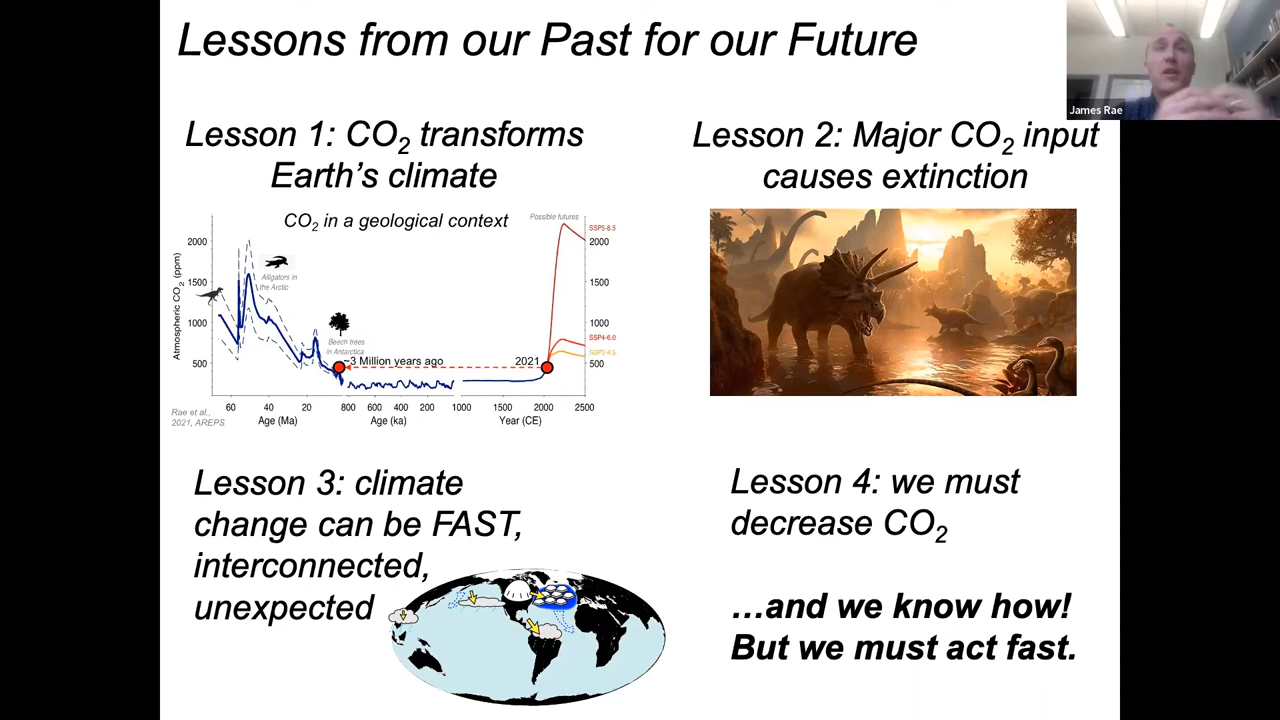 Lessons from our Past for our Future
James Rae
Lesson 1: CO2 transforms
Earth's climate
CO2 in a geological context
Possible futures
Atmospheric CO2 (ppm)
2000
1500
1000
500
Alligators in
the Arctic
Beech trees
in Antarctica
~3 Million years ago
2021
SSP5-8.5
2000
1500
1000
SSP4-6.0
500
60
40
20
800
600
400
200
1000
2000
2500
Age (Ma)
Age (ka)
Year (CE)
Rae et al.,
2021, AREPS
Lesson 2: Major CO2 input
causes extinction
Lesson 3: climate
change can be FAST,
interconnected,
unexpected
Lesson 4: we must
decrease CO2
…and we know how!
But we must act fast.